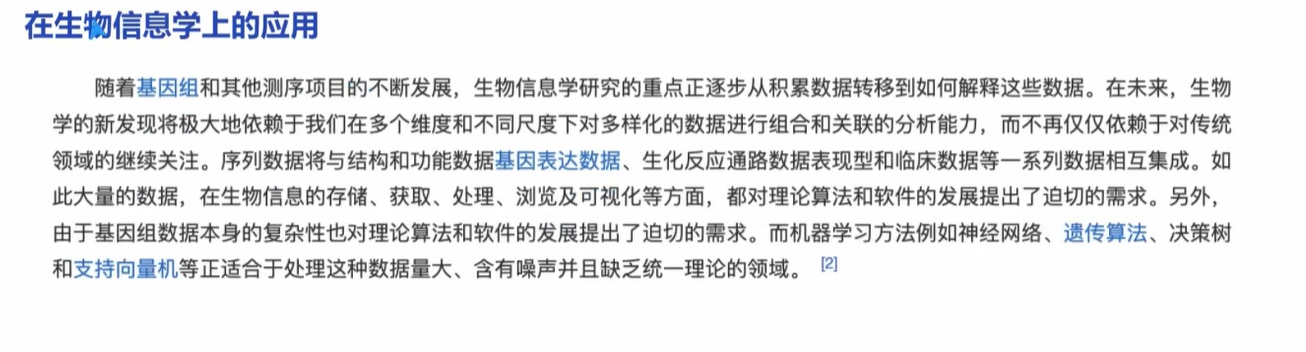 在生物信息学上的应用
随着基因组和其他测序项目的不断发展，生物信息学研究的重点正逐步从积累数据转移到如何解释这些数据。在未来，生物
学的新发现将极大地依赖于我们在多个维度和不同尺度下对多样化的数据进行组合和关联的分析能力，而不再仅仅依赖于对传统
领域的继续关注。序列数据将与结构和功能数据基因表达数据、生化反应通路数据表现型和临床数据等一系列数据相互集成。如
此大量的数据，在生物信息的存储、获取、处理、浏览及可视化等方面，都对理论算法和软件的发展提出了迫切的需求。另外，
由于基因组数据本身的复杂性也对理论算法和软件的发展提出了迫切的需求。而机器学习方法例如神经网络、遗传算法、决策树
和支持向量机等正适合于处理这种数据量大、含有噪声并且缺乏统一理论的领域。 [2]